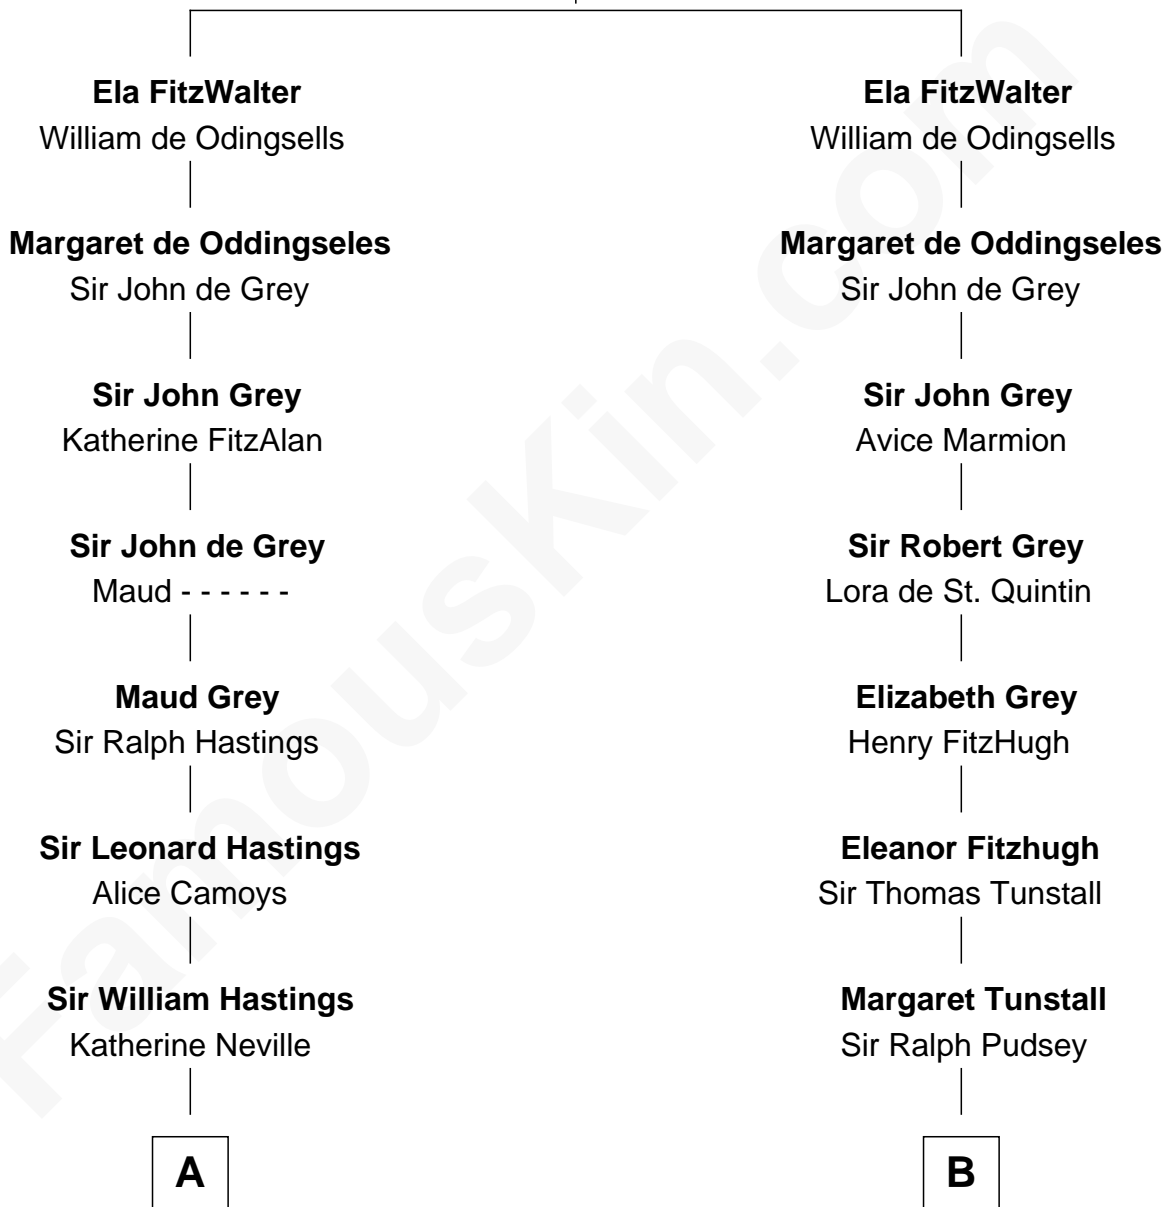 Ela FitzWalter
William de Odingsells
Margaret de Oddingseles
Sir John de Grey
Sir John Grey
Katherine FitzAlan
Sir John de Grey
Maud - - - - - -
Maud Grey
Sir Ralph Hastings
Sir Leonard Hastings
Alice Camoys
Sir William Hastings
Katherine Neville
A
Ela FitzWalter
William de Odingsells
Margaret de Oddingseles
Sir John de Grey
Sir John Grey
Avice Marmion
Sir Robert Grey
Lora de St. Quintin
Elizabeth Grey
Henry FitzHugh
Eleanor Fitzhugh
Sir Thomas Tunstall
Margaret Tunstall
Sir Ralph Pudsey
B
FamousKin.com